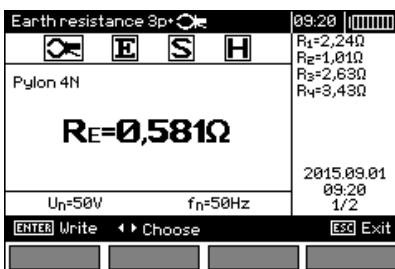 Earth resistance 3p+
09:20
E S H
Pylon 4N
RE=0,581Ω
Un=50V fn=50Hz
R1=2,24Ω
R2=1,01Ω
R3=2,63Ω
R4=3,43Ω
2015.09.01
09:20
1/2
ENTER Write Choose ESC Exit